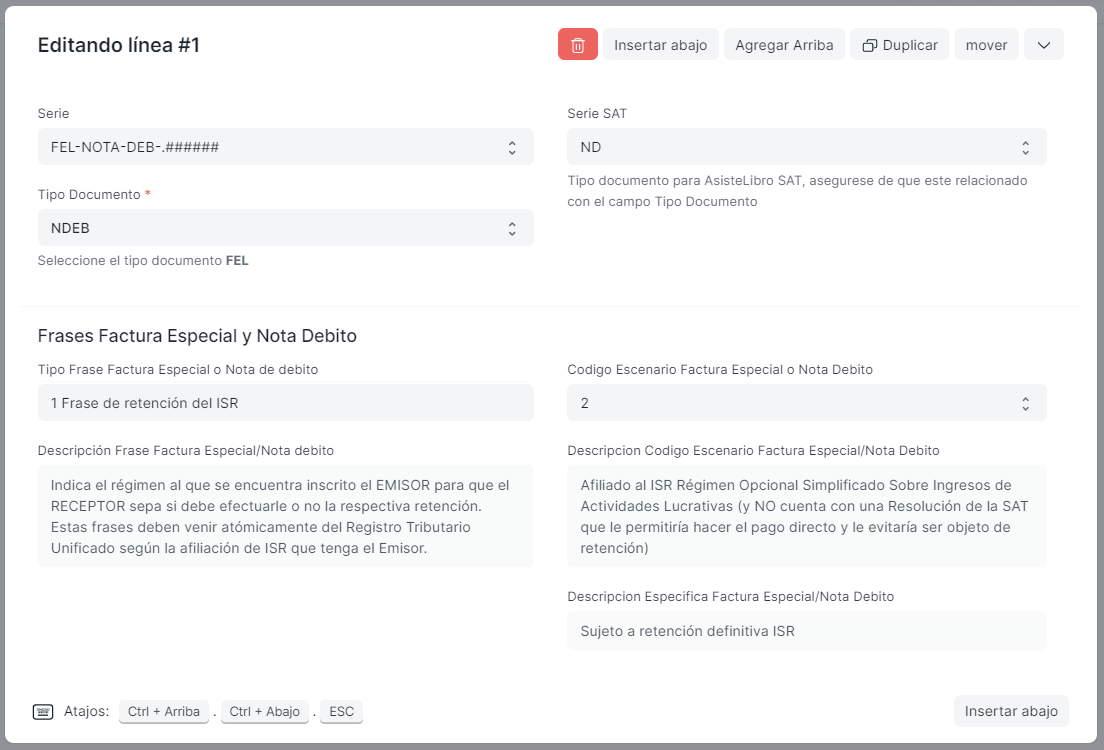 Editando línea #1
Insertar abajo
Agregar Arriba
Duplicar
mover
Serie
FEL-NOTA-DEB-.######
Tipo Documento *
NDEB
Seleccione el tipo documento FEL
Serie SAT
ND
Tipo documento para AsisteLibro SAT, asegurese de que este relacionado
con el campo Tipo Documento
Frases Factura Especial y Nota Debito
Tipo Frase Factura Especial o Nota de debito
1 Frase de retención del ISR
Descripción Frase Factura Especial/Nota debito
Indica el régimen al que se encuentra inscrito el EMISOR para que el
RECEPTOR sepa si debe efectuarle o no la respectiva retención.
Estas frases deben venir atómicamente del Registro Tributario
Unificado según la afiliación de ISR que tenga el Emisor.
Codigo Escenario Factura Especial o Nota Debito
2
Descripcion Codigo Escenario Factura Especial/Nota Debito
Afiliado al ISR Régimen Opcional Simplificado Sobre Ingresos de
Actividades Lucrativas (y NO cuenta con una Resolución de la SAT
que le permitiría hacer el pago directo y le evitaría ser objeto de
retención)
Descripcion Especifica Factura Especial/Nota Debito
Sujeto a retención definitiva ISR
Atajos: Ctrl + Arriba . Ctrl + Abajo . ESC
Insertar abajo